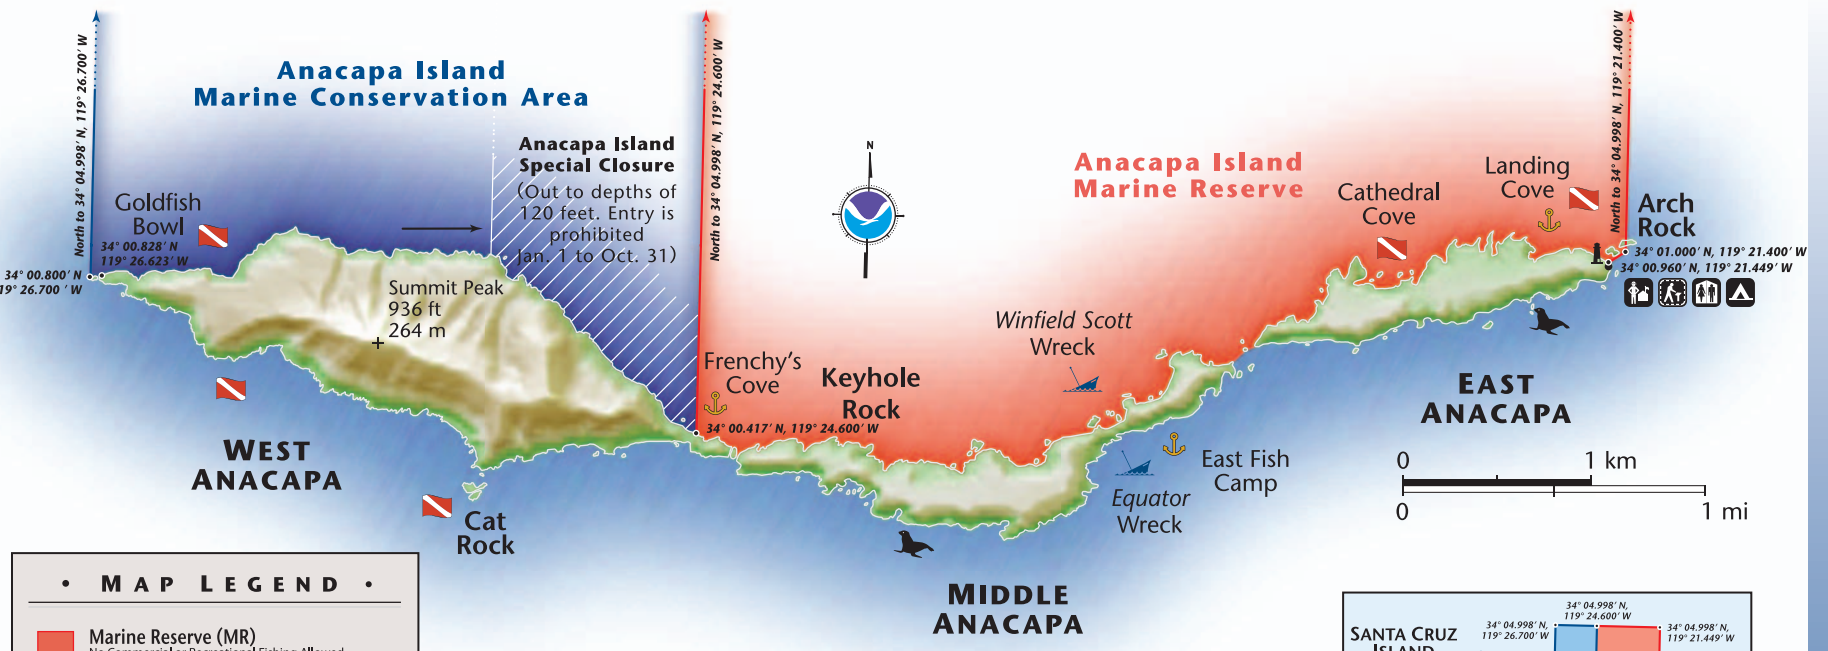 North to 34° 04.998' N, 119° 26.700' W
Anacapa Island
Marine Conservation Area
Anacapa Island
Special Closure
(Out to depths of
120 feet. Entry is
prohibited
Jan. 1 to Oct. 31)
North to 34° 04.998' N, 119° 24.600' W
N
Anacapa Island
Marine Reserve
Cathedral
Cove
Landing
Cove
North to 34° 04.998' N, 119° 21.400' W
Arch
Rock
34° 01.000' N, 119° 21.400' W
34° 00.960' N, 119° 21.449' W
Goldfish
Bowl
34° 00.828' N
119° 26.623' W
34° 00.800' N
19° 26.700 ' W
Summit Peak
936 ft
264 m
Frenchy's
Cove
34° 00.417' N, 119° 24.600' W
Keyhole
Rock
Winfield Scott
Wreck
EAST
ANACAPA
WEST
ANACAPA
Cat
Rock
East Fish
Camp
Equator
Wreck
0 1 km
0 1 mi
MIDDLE
ANACAPA
• MAP LEGEND •
Marine Reserve (MR)
No Commercial or Recreational Fishing Allowed
SANTA CRUZ
ISLAND
34° 04.998' N,
119° 26.700' W
34° 04.998' N,
119° 24.600' W
34° 04.998' N,
119° 21.449' W